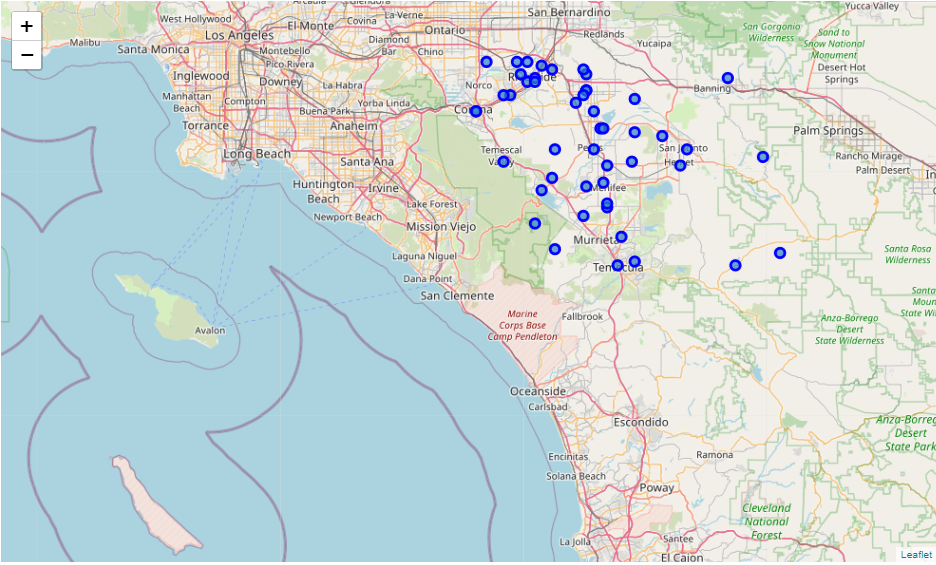 +
−
West Hollywood
Los Angeles
El-Monte
Covina
La-Verne
Ontario
San Bernardino
Redlands
Yucaipa
San Gorgonio
Wilderness
Yucca Valley
Sand to
Snow National
Monument
Desert Hot
Springs
Malibu
Santa Monica
Montebello
Pico Rivera
Diamond
Bar
Chino
Inglewood
Downey
La Habra
Norco
Banning
Manhattan
Beach
Compton
Yorba Linda
Buena Park
Torrance
Anaheim
Palm Springs
Long Beach
Santa Ana
Temescal
Valley
Rancho Mirage
Palm Desert
Huntington
Beach
Irvine
Menifee
Lake Forest
Newport Beach
Mission Viejo
Murrieta
Laguna Niguel
Santa Rosa
Wilderness
Dana Point
San Clemente
Avalon
Marine
Corps Base
Camp Pendleton
Fallbrook
Anza-Borrego
Desert
State Wilderness
Oceanside
Carlsbad
Escondido
Anza-Borrego
Desert
State Park
Encinitas
Ramona
Solana Beach
Poway
Cleveland
National
Forest
La Jolla
Santee
El Cajon
Leaflet